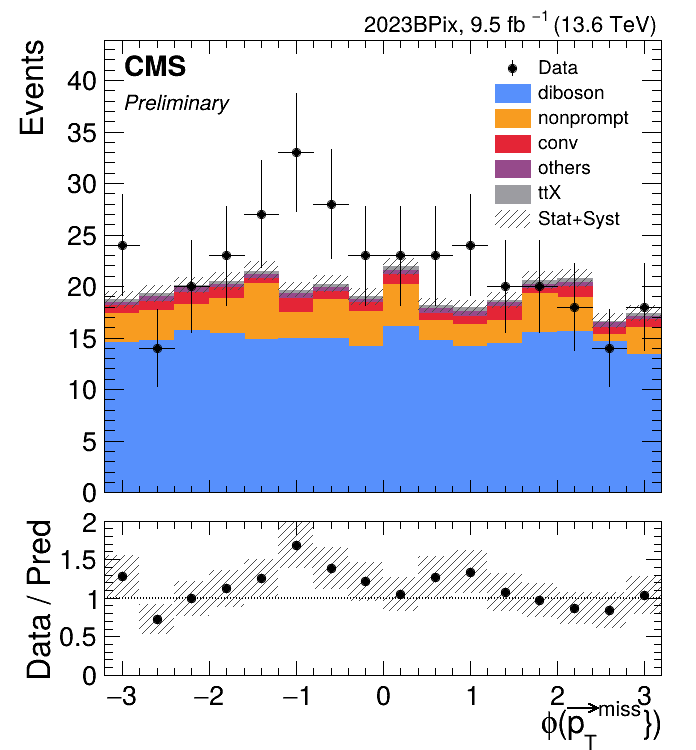 2023BPix, 9.5 fb⁻¹ (13.6 TeV)
CMS
Preliminary
Events
40
35
30
25
20
15
10
5
0
Data
diboson
nonprompt
conv
others
ttX
Stat+Syst
Data / Pred
2
1.5
1
0.5
0
−3 −2 −1 0 1 2 3
ϕ(p⃗_T^miss})